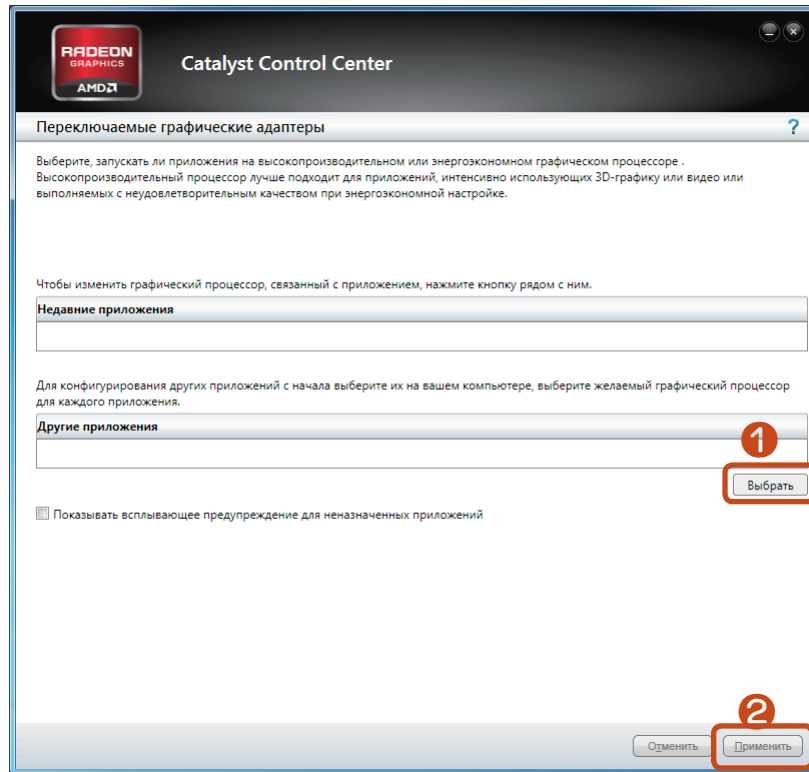 RADEON
GRAPHICS
AMD
Catalyst Control Center
Переключаемые графические адаптеры
?
Выберите, запускать ли приложения на высокопроизводительном или энергоэкономном графическом процессоре .
Высокопроизводительный процессор лучше подходит для приложений, интенсивно использующих 3D-графику или видео или
выполняемых с неудовлетворительным качеством при энергоэкономной настройке.
Чтобы изменить графический процессор, связанный с приложением, нажмите кнопку рядом с ним.
Недавние приложения
Для конфигурирования других приложений с начала выберите их на вашем компьютере, выберите желаемый графический процессор
для каждого приложения.
Другие приложения
1
Выбрать
Показывать всплывающее предупреждение для неназначенных приложений
2
Отменить
Применить